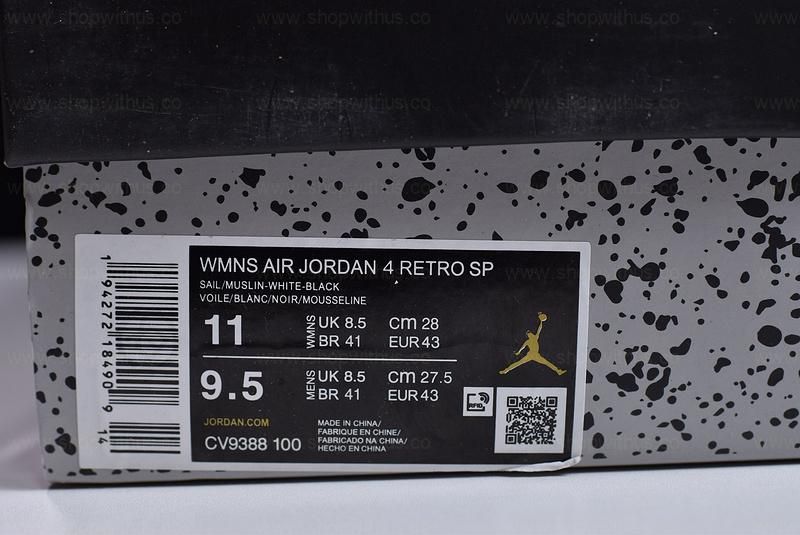 www.shopwithus.co
WMNS AIR JORDAN 4 RETRO SP
SAIL/MUSLIN-WHITE-BLACK
VOILE/BLANC/NOIR/MOUSSELINE
11 WMNS UK 8.5 cm 28
BR 41 EUR 43
9.5 MENS UK 8.5 cm 27.5
BR 41 EUR 43
JORDAN.COM
CV9388 100
MADE IN CHINA/
FABRIQUE EN CHINE/
FABRICADO NA CHINA/
HECHO EN CHINA
1 94272 18490 9 14